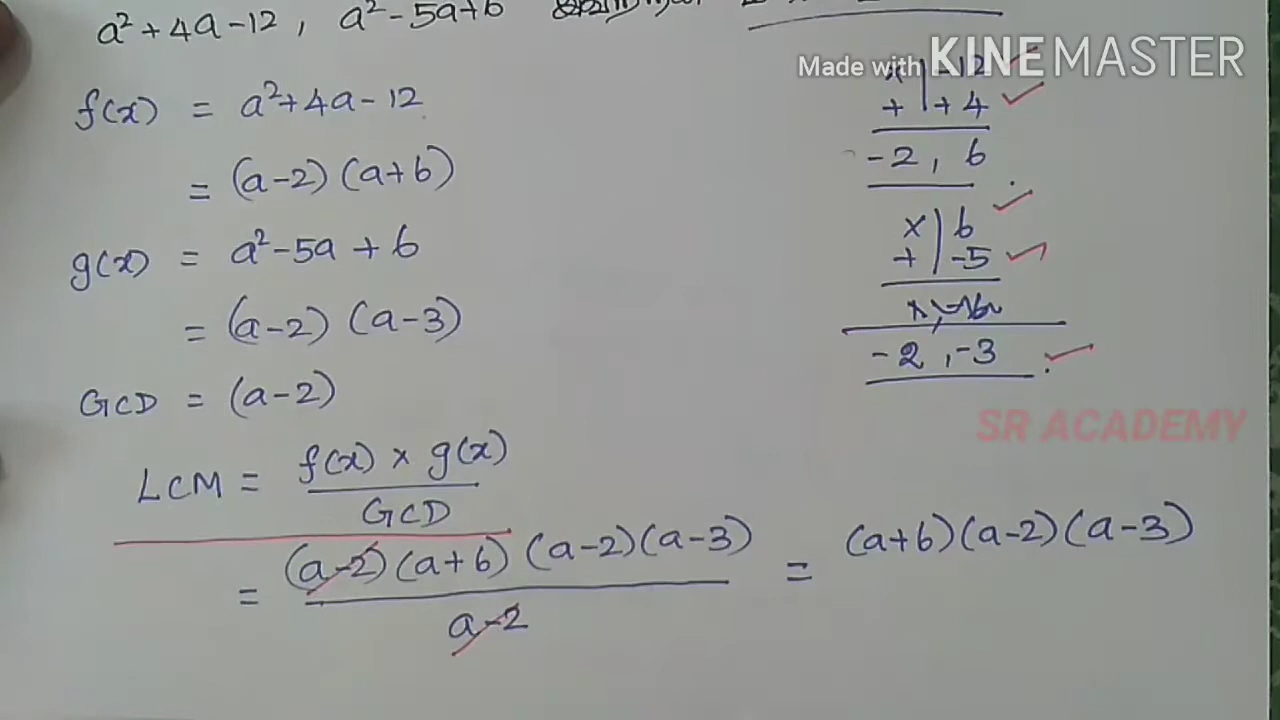 a²+4a-12, a²-5a+6
Made with KINEMASTER
f(x) = a²+4a-12
= (a-2)(a+6)
g(x) = a²-5a+6
= (a-2)(a-3)
GCD = (a-2)
LCM = f(x) × g(x)
GCD
= (a-2)(a+6)(a-2)(a-3) = (a+6)(a-2)(a-3)
a-2
x | -12
+ | +4
-2, 6
x | 6
+ | -5
-2, -3
SR ACADEMY